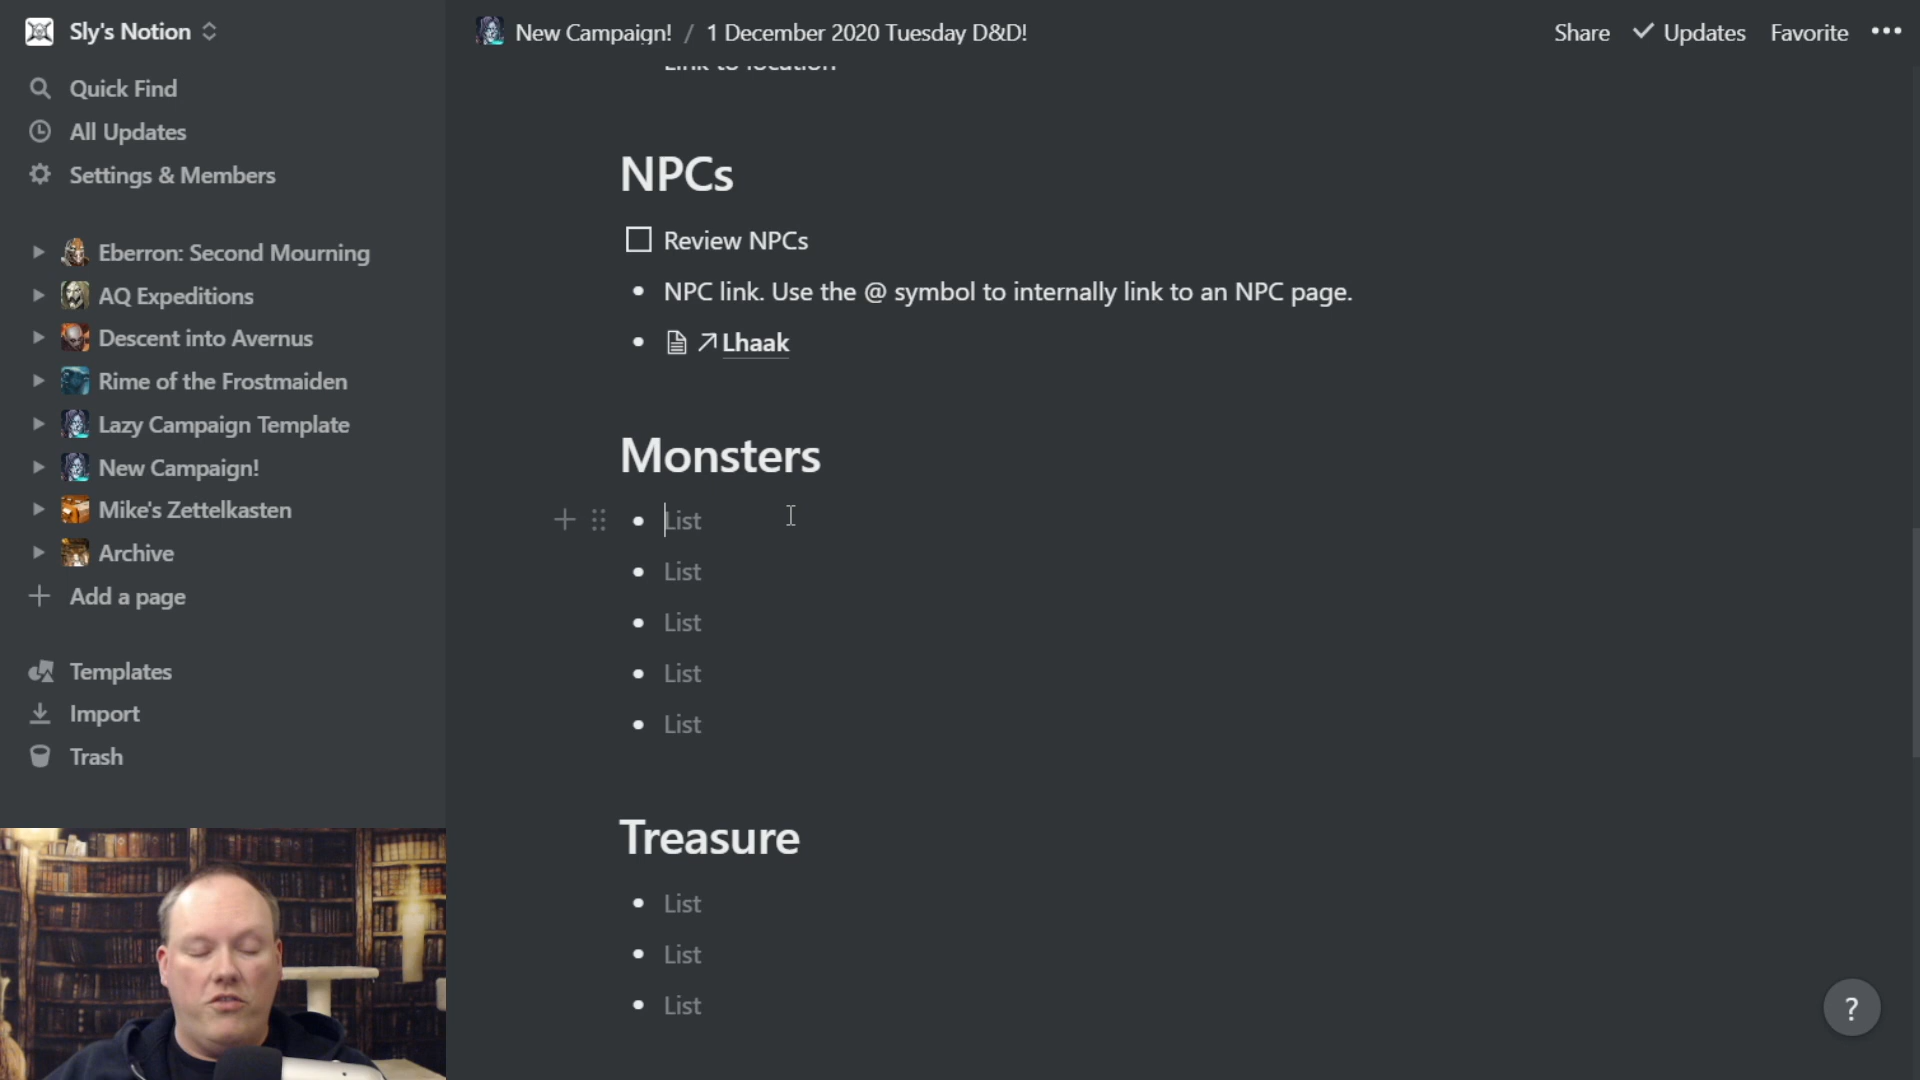 Sly's Notion
Quick Find
All Updates
Settings & Members
Eberron: Second Mourning
AQ Expeditions
Descent into Avernus
Rime of the Frostmaiden
Lazy Campaign Template
New Campaign!
Mike's Zettelkasten
Archive
Add a page
Templates
Import
Trash
New Campaign! / 1 December 2020 Tuesday D&D!
Share
Updates
Favorite
Link to location
NPCs
Review NPCs
NPC link. Use the @ symbol to internally link to an NPC page.
Lhaak
Monsters
List
List
List
List
List
Treasure
List
List
List
?